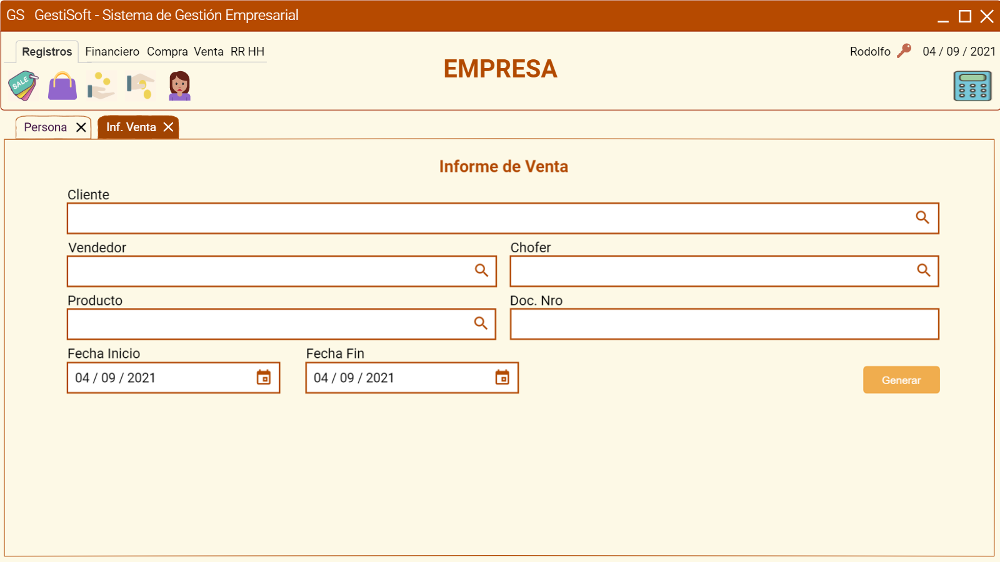 GS GestiSoft - Sistema de Gestión Empresarial
Registros Financiero Compra Venta RR HH
Rodolfo 04 / 09 / 2021
EMPRESA
SALE
Persona Inf. Venta
Informe de Venta
Cliente
Vendedor Chofer
Producto Doc. Nro
Fecha Inicio Fecha Fin
04 / 09 / 2021 04 / 09 / 2021 Generar